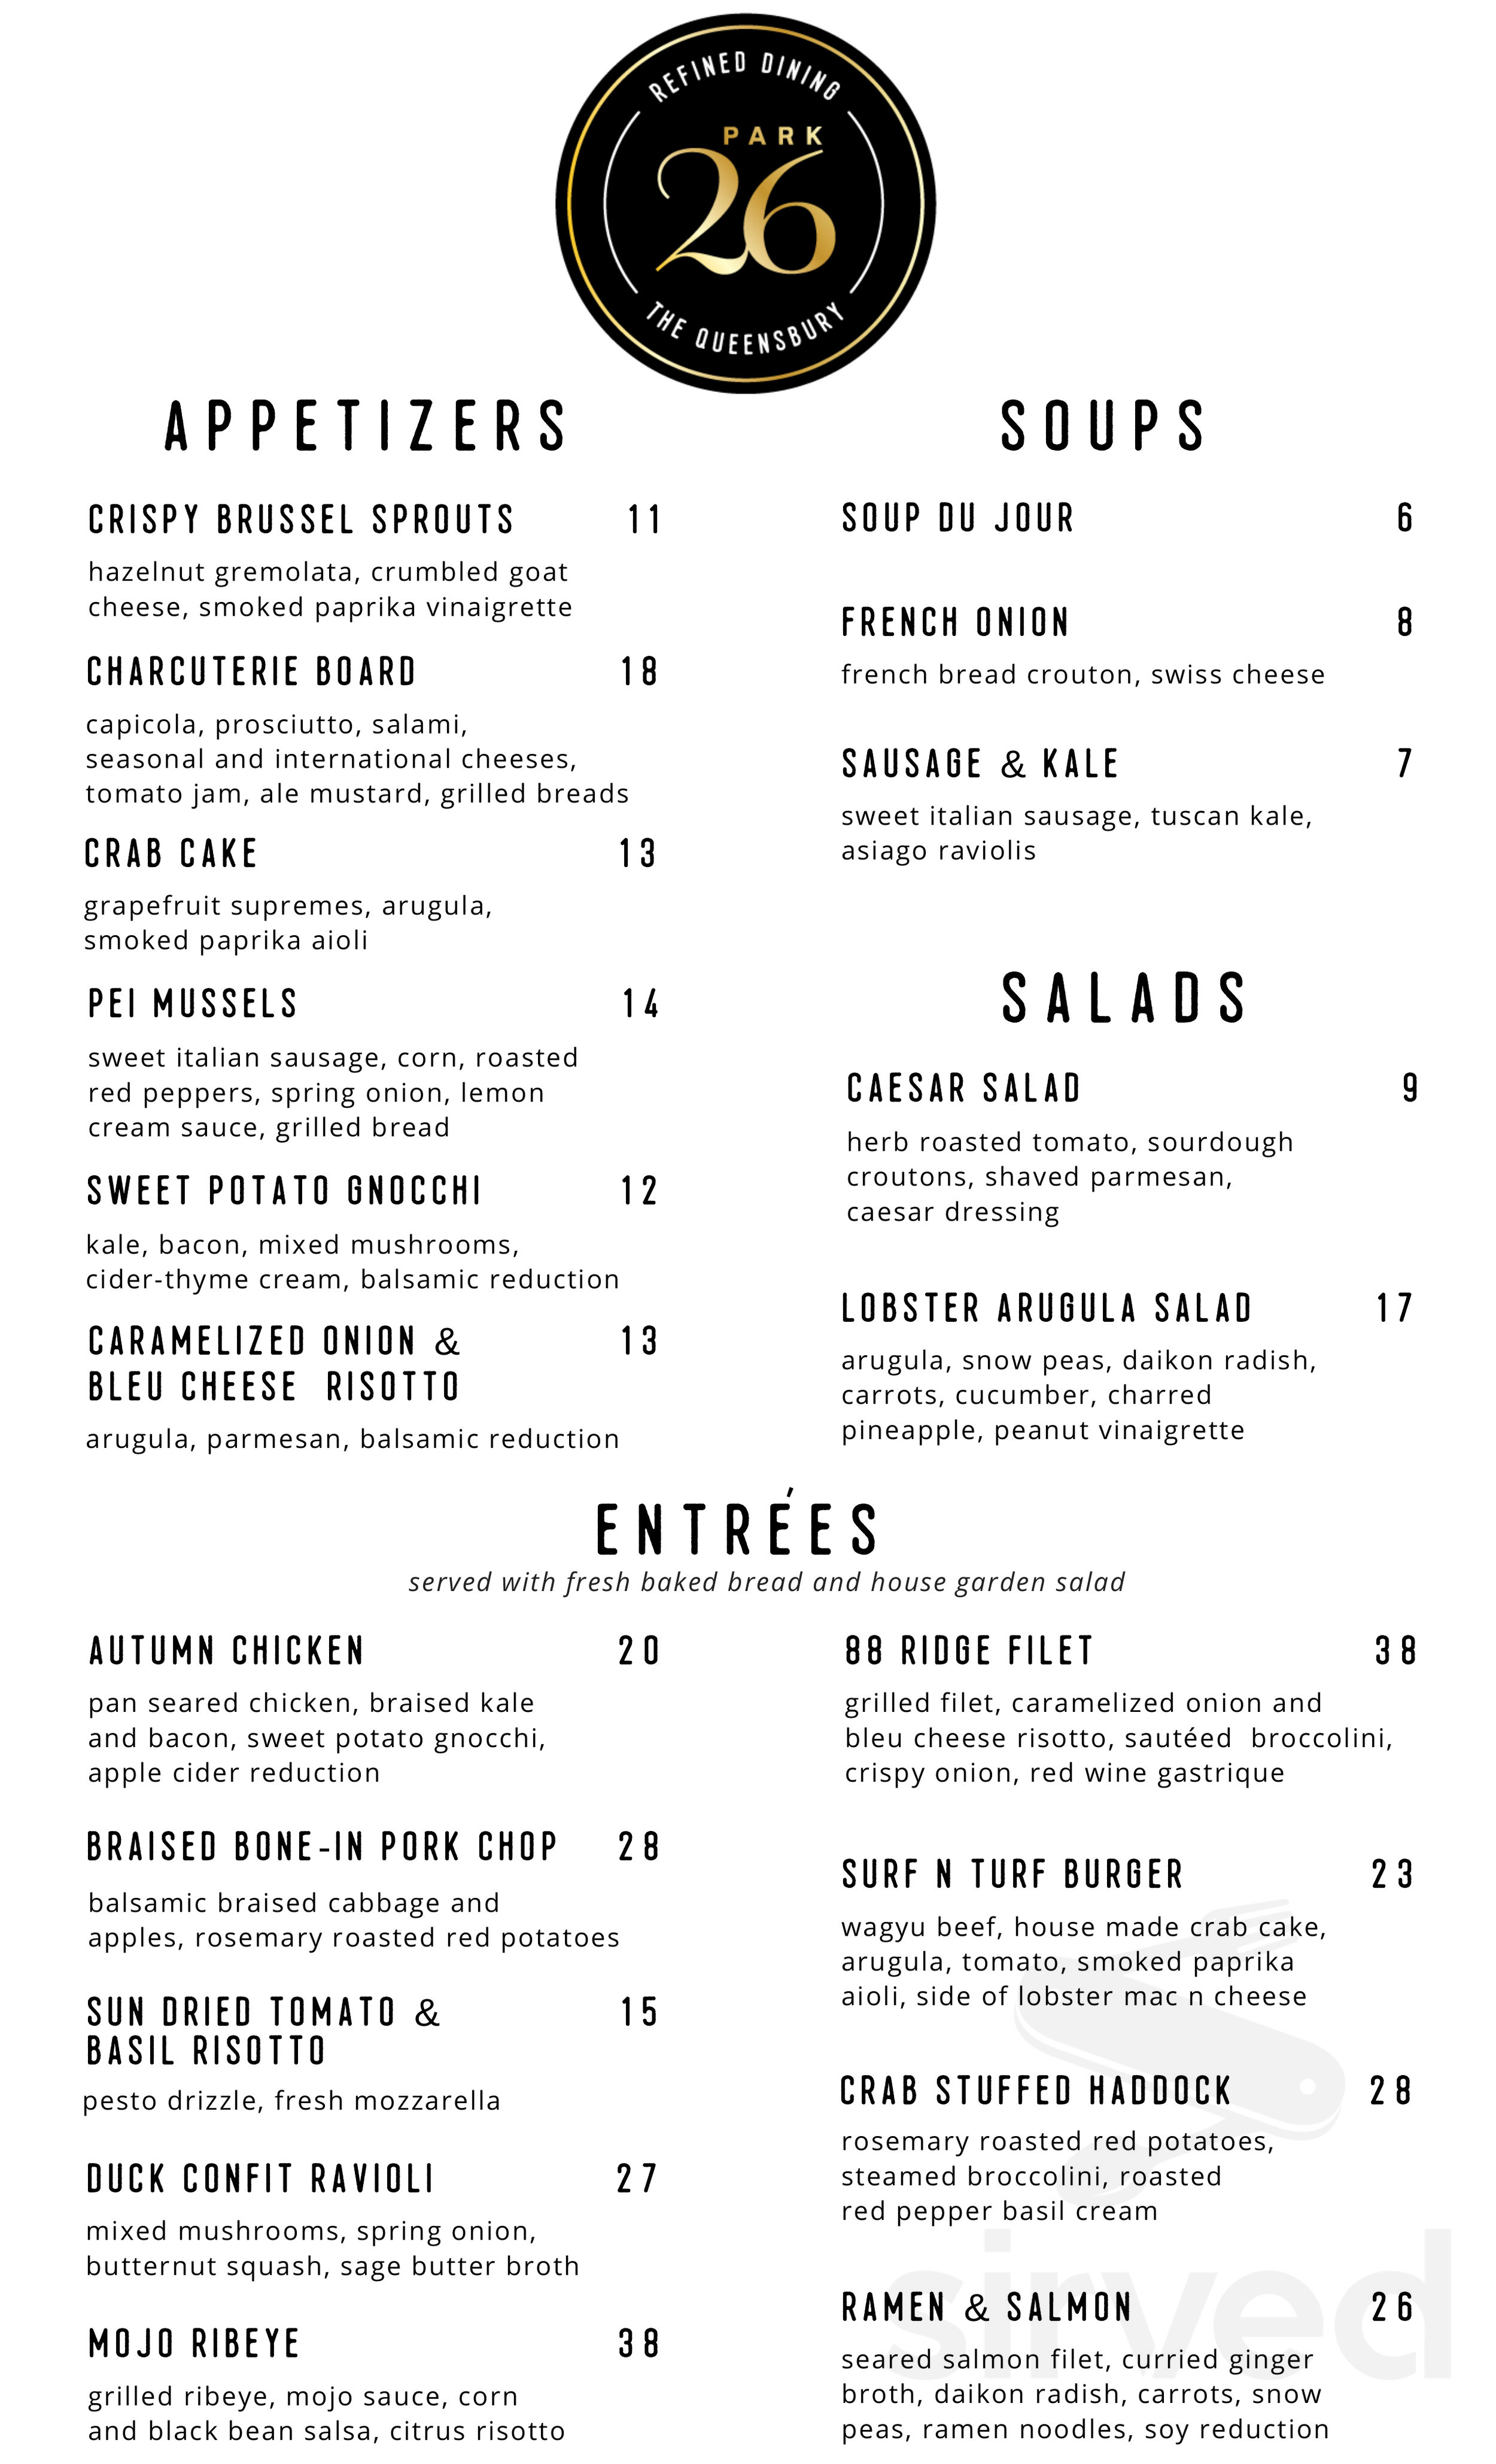 REFINED DINING
PARK
26
THE QUEENSBURY
APPETIZERS
CRISPY BRUSSEL SPROUTS 11
hazelnut gremolata, crumbled goat
cheese, smoked paprika vinaigrette
CHARCUTERIE BOARD 18
capicola, prosciutto, salami,
seasonal and international cheeses,
tomato jam, ale mustard, grilled breads
CRAB CAKE 13
grapefruit supremes, arugula,
smoked paprika aioli
PEI MUSSELS 14
sweet italian sausage, corn, roasted
red peppers, spring onion, lemon
cream sauce, grilled bread
SWEET POTATO GNOCCHI 12
kale, bacon, mixed mushrooms,
cider-thyme cream, balsamic reduction
CARAMELIZED ONION & 13
BLEU CHEESE RISOTTO
arugula, parmesan, balsamic reduction
SOUPS
SOUP DU JOUR 6
FRENCH ONION 8
french bread crouton, swiss cheese
SAUSAGE & KALE 7
sweet italian sausage, tuscan kale,
asiago raviolis
SALADS
CAESAR SALAD 9
herb roasted tomato, sourdough
croutons, shaved parmesan,
caesar dressing
LOBSTER ARUGULA SALAD 17
arugula, snow peas, daikon radish,
carrots, cucumber, charred
pineapple, peanut vinaigrette
ENTRÉES
served with fresh baked bread and house garden salad
AUTUMN CHICKEN 20
pan seared chicken, braised kale
and bacon, sweet potato gnocchi,
apple cider reduction
BRAISED BONE-IN PORK CHOP 28
balsamic braised cabbage and
apples, rosemary roasted red potatoes
SUN DRIED TOMATO & 15
BASIL RISOTTO
pesto drizzle, fresh mozzarella
DUCK CONFIT RAVIOLI 27
mixed mushrooms, spring onion,
butternut squash, sage butter broth
MOJO RIBEYE 38
grilled ribeye, mojo sauce, corn
and black bean salsa, citrus risotto
88 RIDGE FILET 38
grilled filet, caramelized onion and
bleu cheese risotto, sautéed broccolini,
crispy onion, red wine gastrique
SURF N TURF BURGER 23
wagyu beef, house made crab cake,
arugula, tomato, smoked paprika
aioli, side of lobster mac n cheese
CRAB STUFFED HADDOCK 28
rosemary roasted red potatoes,
steamed broccolini, roasted
red pepper basil cream
RAMEN & SALMON 26
seared salmon filet, curried ginger
broth, daikon radish, carrots, snow
peas, ramen noodles, soy reduction
sirved